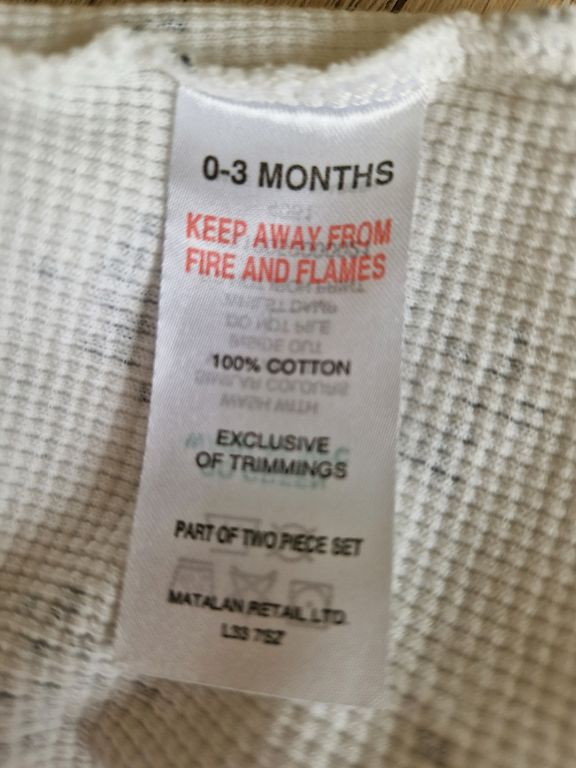 0-3 MONTHS
KEEP AWAY FROM
FIRE AND FLAMES
100% COTTON
EXCLUSIVE
OF TRIMMINGS
PART OF TWO PIECE SET
MATALAN RETAIL LTD.
L33 7SZ